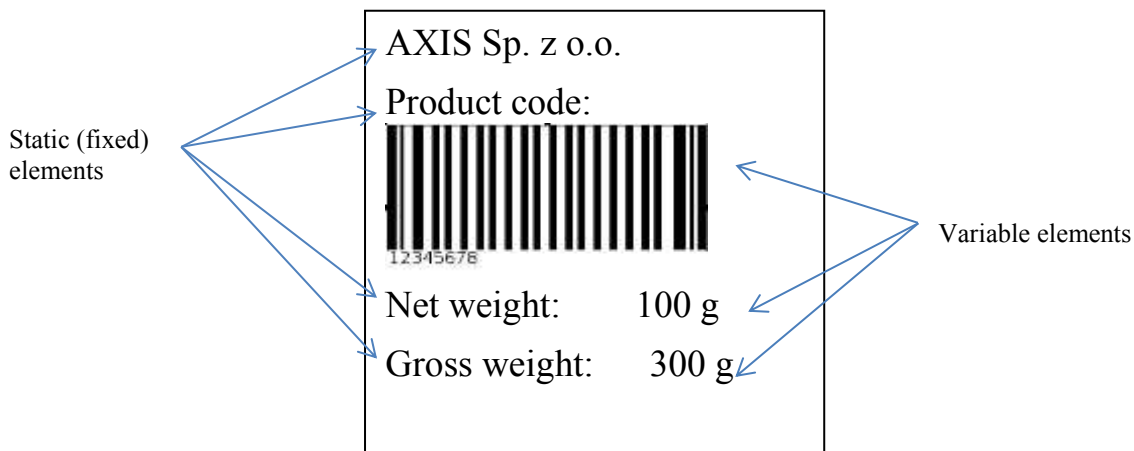 AXIS Sp. z o.o.
Product code:
Static (fixed)
elements
Variable elements
12345678
Net weight: 100 g
Gross weight: 300 g